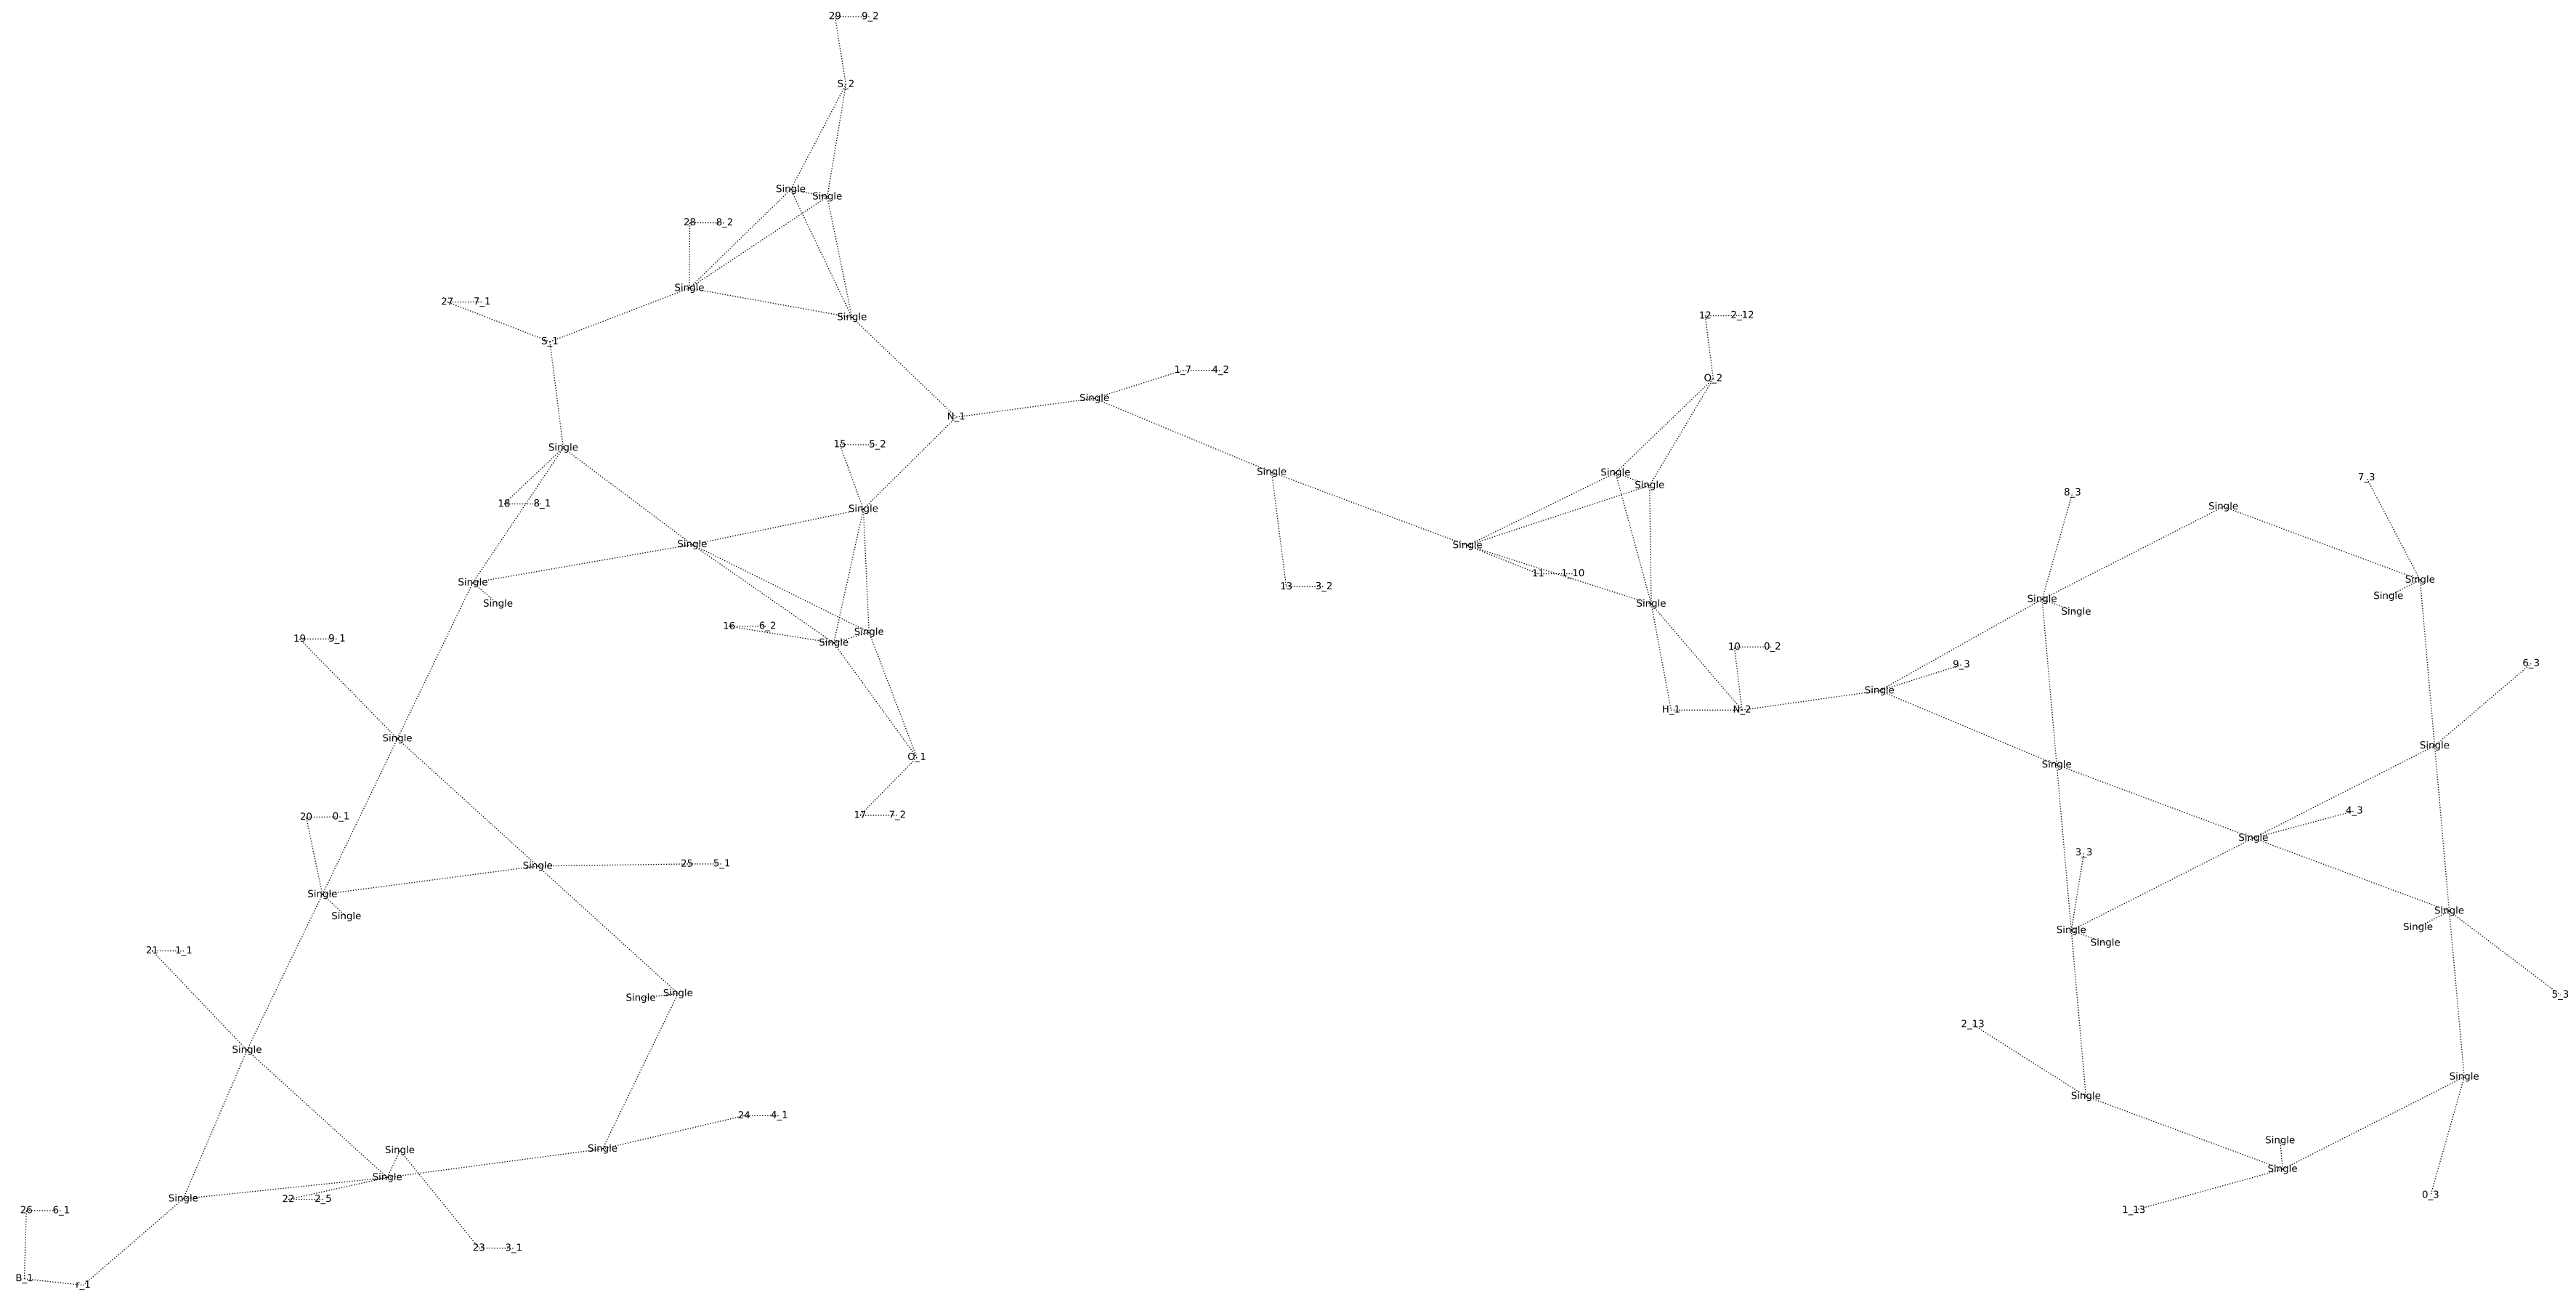 29 9_2
S_2
Single
Single
28 8_2
Single
27 7_1
12 2_12
Single
S_1
1_7 4_2
O_2
Single
N_1
15 5_2
Single
Single
Single
7_3
Single
8_3
18 8_1
Single
Single
Single
Single
11 1_10
Single
Single
13 3_2
Single
Single
Single
Single
Single
16 6_2
Single
19 9_1
Single
10 0_2
6_3
9_3
Single
H_1 N_2
Single
Single
O_1
Single
4_3
17 7_2
20 0_1
Single
3_3
25 5_1
Single
Single
Single
Single
Single
Single
Single
21 1_1
Single
Single
Single
5_3
2_13
Single
Single
Single
24 4_1
Single
Single
Single
Single
Single
0_3
Single
22 2_5
26 6_1
1_13
23 3_1
B_1
r_1